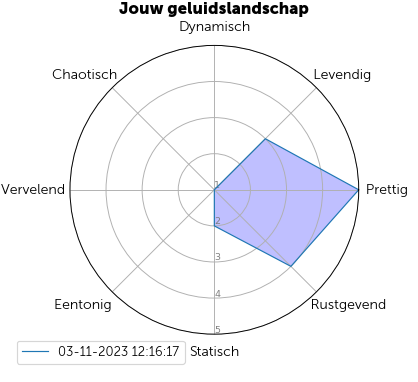 Jouw geluidslandschap
Dynamisch
Chaotisch
Levendig
Vervelend
Prettig
1
2
3
4
5
Eentonig
Rustgevend
03-11-2023 12:16:17
Statisch